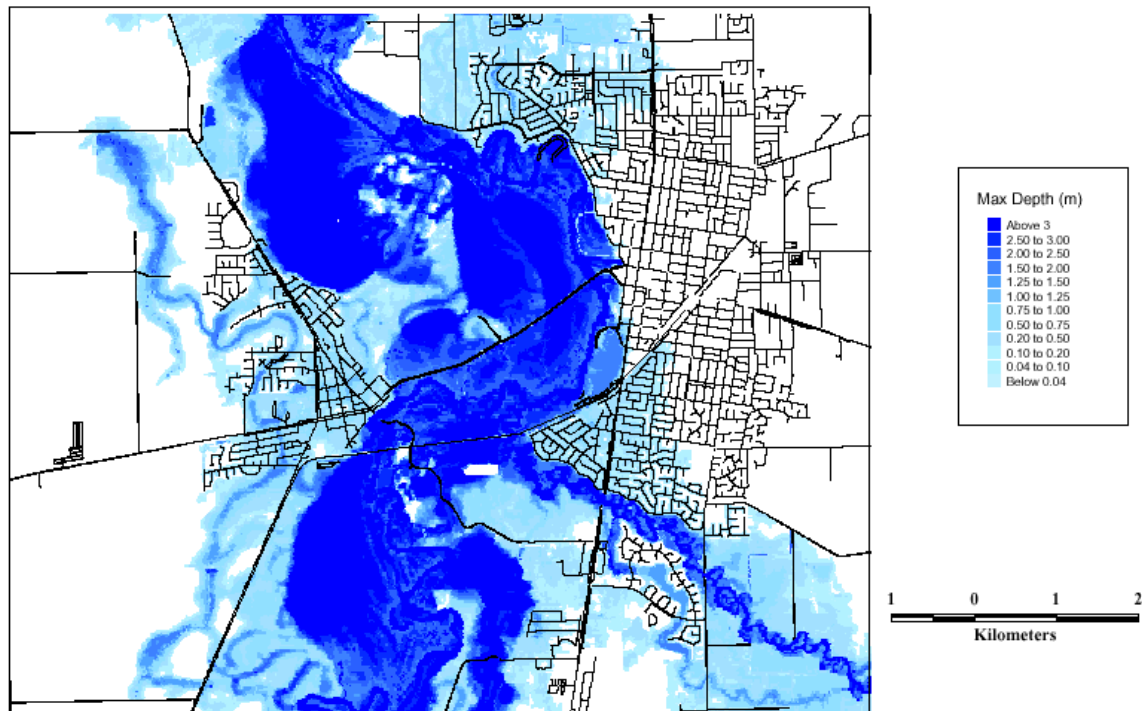 Max Depth (m)
Above 3
2.50 to 3.00
2.00 to 2.50
1.50 to 2.00
1.25 to 1.50
1.00 to 1.25
0.75 to 1.00
0.50 to 0.75
0.20 to 0.50
0.10 to 0.20
0.04 to 0.10
Below 0.04
1 0 1 2
Kilometers